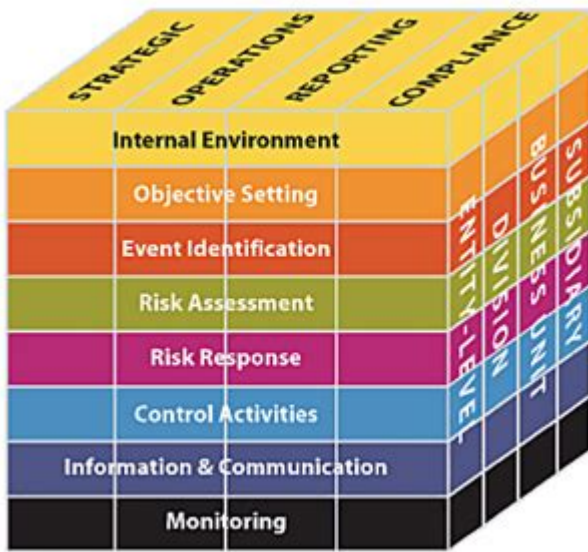 STRATEGIC
OPERATIONS
REPORTING
COMPLIANCE
Internal Environment
Objective Setting
Event Identification
Risk Assessment
Risk Response
Control Activities
Information & Communication
Monitoring
ENTITY-LEVEL
DIVISION
BUSINESS UNIT
SUBSIDIARY